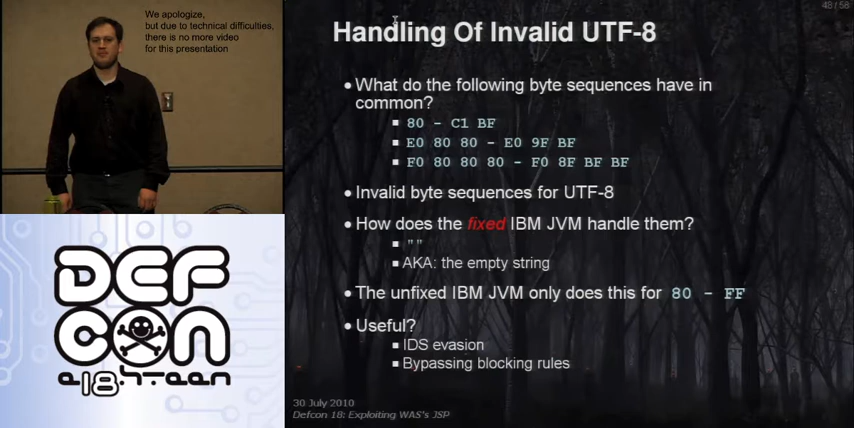 We apologize,
but due to technical difficulties,
there is no more video
for this presentation
48/58
Handling Of Invalid UTF-8
What do the following byte sequences have in
common?
80 - C1 BF
E0 80 80 - E0 9F BF
F0 80 80 80 - F0 8F BF BF
Invalid byte sequences for UTF-8
How does the fixed IBM JVM handle them?
""
AKA: the empty string
The unfixed IBM JVM only does this for 80 - FF
Useful?
IDS evasion
Bypassing blocking rules
30 July 2010
Defcon 18: Exploiting WAS's JSP
DEF
CON
e18hteen